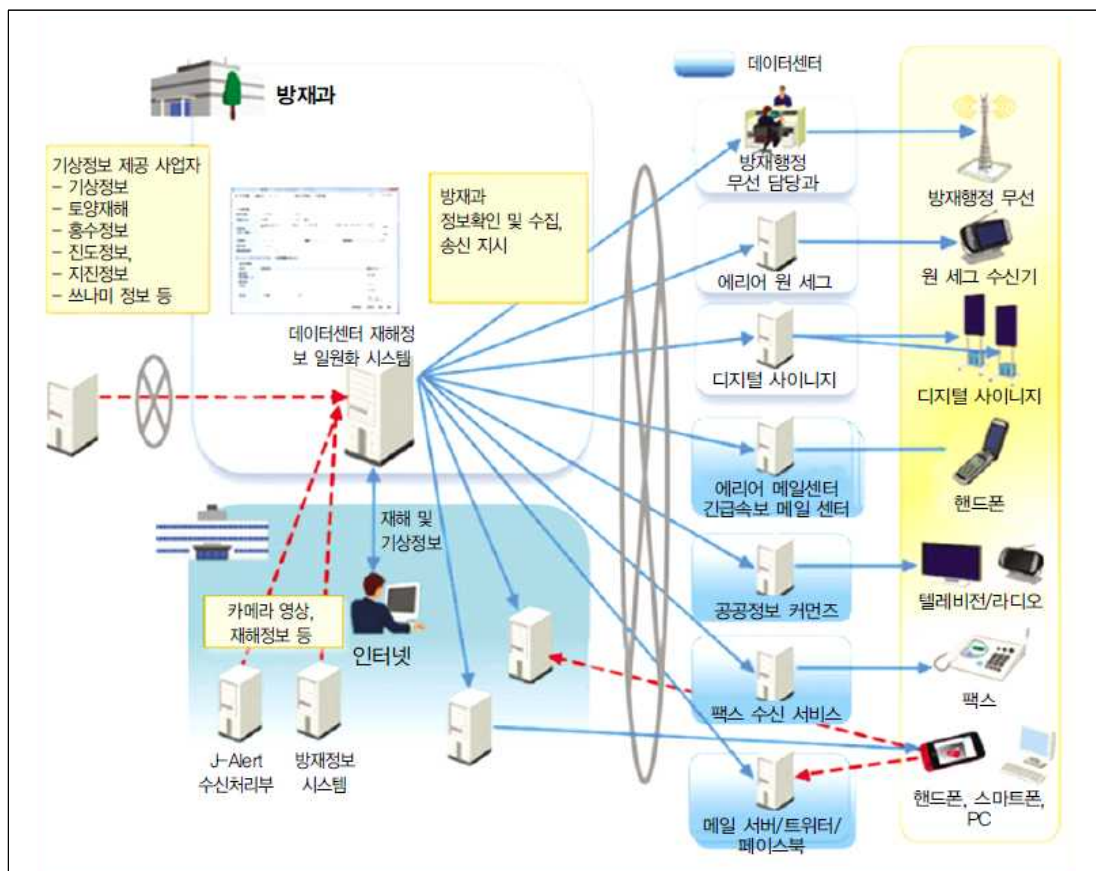 데이터센터
방재과
기상정보 제공 사업자
- 기상정보
- 토양재해
- 홍수정보
- 진도정보,
- 지진정보
- 쓰나미 정보 등
방재과
정보확인 및 수집,
송신 지시
데이터센터 재해정
보 일원화 시스템
방재행정
무선 담당과
방재행정 무선
에리어 원 세그
원 세그 수신기
디지털 사이니지
디지털 사이니지
에리어 메일센터
긴급속보 메일 센터
핸드폰
재해 및
기상정보
카메라 영상,
재해정보 등
인터넷
공공정보 커먼즈
텔레비전/라디오
팩스 수신 서비스
팩스
J-Alert
수신처리부
방재정보
시스템
메일 서버/트위터/
페이스북
핸드폰, 스마트폰,
PC